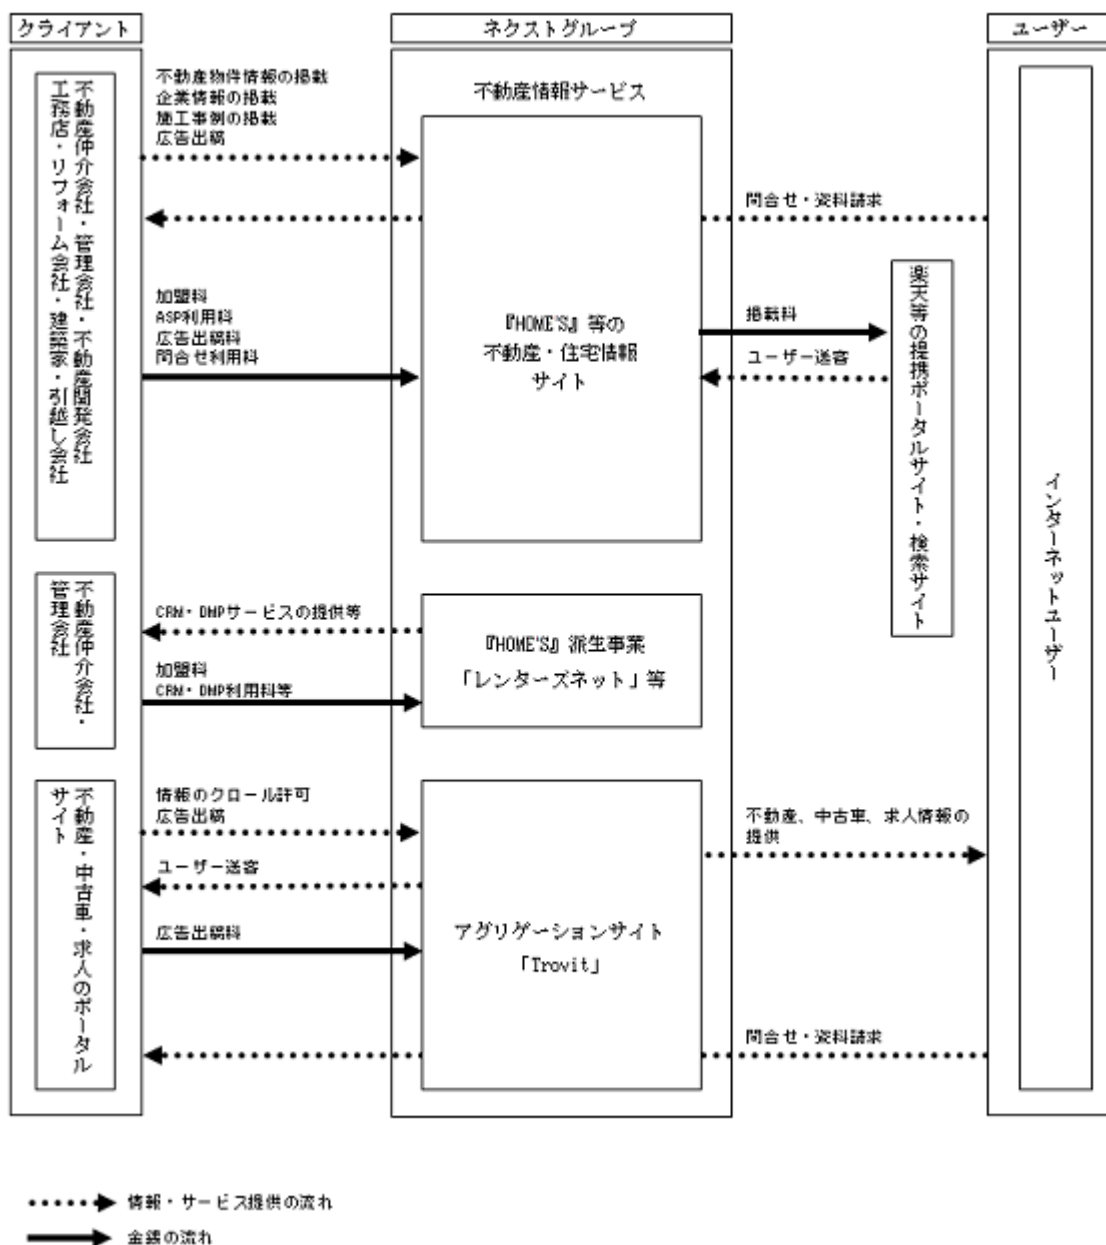 クライアント
ネクストグループ
ユーザー
不動産仲介会社・管理会社・不動産開発会社
工務店・リフォーム会社・建築家・引越し会社
不動産物件情報の掲載
企業情報の掲載
施工事例の掲載
広告出稿
加盟料
ASP利用料
広告出稿料
問合せ利用料
不動産情報サービス
『HOME'S』等の
不動産・住宅情報
サイト
問合せ・資料請求
掲載料
ユーザー送客
楽天等の提携ポータルサイト・検索サイト
インターネットユーザー
不動産仲介会社・
管理会社
CRM・DMPサービスの提供等
加盟料
CRM・DMP利用料等
『HOME'S』派生事業
「レンターズネット」等
不動産・中古車・求人のポータル
サイト
情報のクロール許可
広告出稿
ユーザー送客
広告出稿料
アグリゲーションサイト
「Trovit」
不動産、中古車、求人情報の
提供
問合せ・資料請求
情報・サービス提供の流れ
金銭の流れ